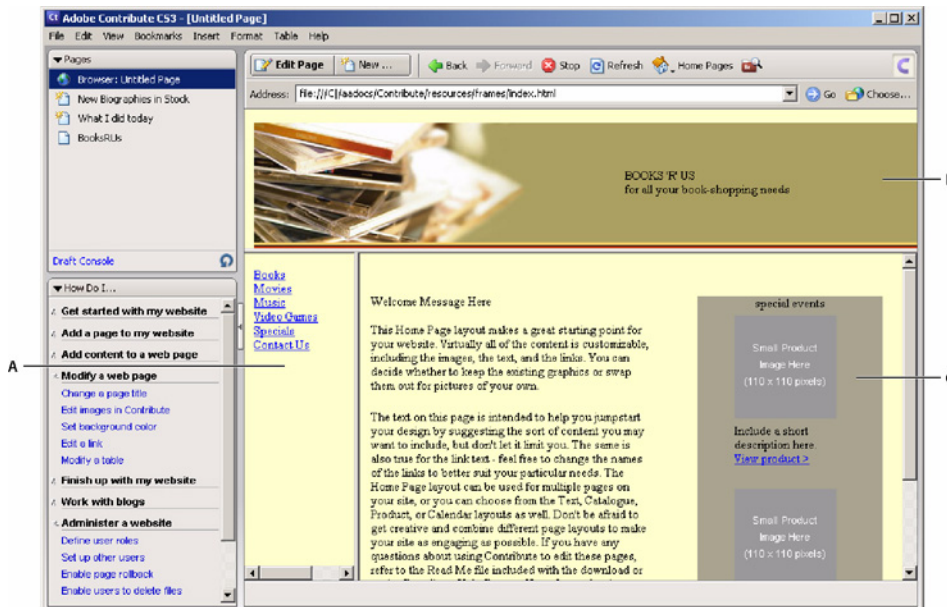 Adobe Contribute CS3 - [Untitled Page]
File Edit View Bookmarks Insert Format Table Help
Pages
Browser: Untitled Page
New Biographies in Stock
What I did today
BooksRUs
Draft Console
How Do I...
Get started with my website
Add a page to my website
Add content to a web page
Modify a web page
Change a page title
Edit images in Contribute
Set background color
Edit a link
Modify a table
Finish up with my website
Work with blogs
Administer a website
Define user roles
Set up other users
Enable page rollback
Enable users to delete files
Edit Page New ... Back Forward Stop Refresh Home Pages
Address: file:///C|/aadocs/Contribute/resources/frames/index.html Go Choose...
BOOKS 'R' US
for all your book-shopping needs
Books
Movies
Music
Video Games
Specials
Contact Us
A
Welcome Message Here
This Home Page layout makes a great starting point for
your website. Virtually all of the content is customizable,
including the images, the text, and the links. You can
decide whether to keep the existing graphics or swap
them out for pictures of your own.
The text on this page is intended to help you jumpstart
your design by suggesting the sort of content you may
want to include, but don't let it limit you. The same is
also true for the link text - feel free to change the names
of the links to better suit your particular needs. The
Home Page layout can be used for multiple pages on
your site, or you can choose from the Text, Catalogue,
Product, or Calendar layouts as well. Don't be afraid to
get creative and combine different page layouts to make
your site as engaging as possible. If you have any
questions about using Contribute to edit these pages,
refer to the Read Me file included with the download or
special events
Small Product
Image Here
(110 x 110 pixels)
Include a short
description here.
View product >
Small Product
Image Here
(110 x 110 pixels)